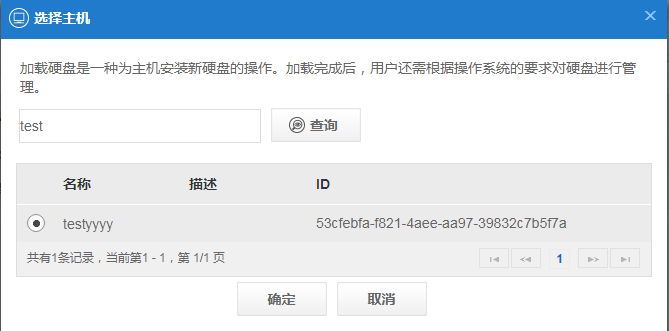 选择主机
加载硬盘是一种为主机安装新硬盘的操作。加载完成后，用户还需根据操作系统的要求对硬盘进行管
理。
test 查询
名称 描述 ID
testyyyy 53cfebfa-f821-4aee-aa97-39832c7b5f7a
共有1条记录，当前第1 - 1，第 1/1 页 1
确定 取消